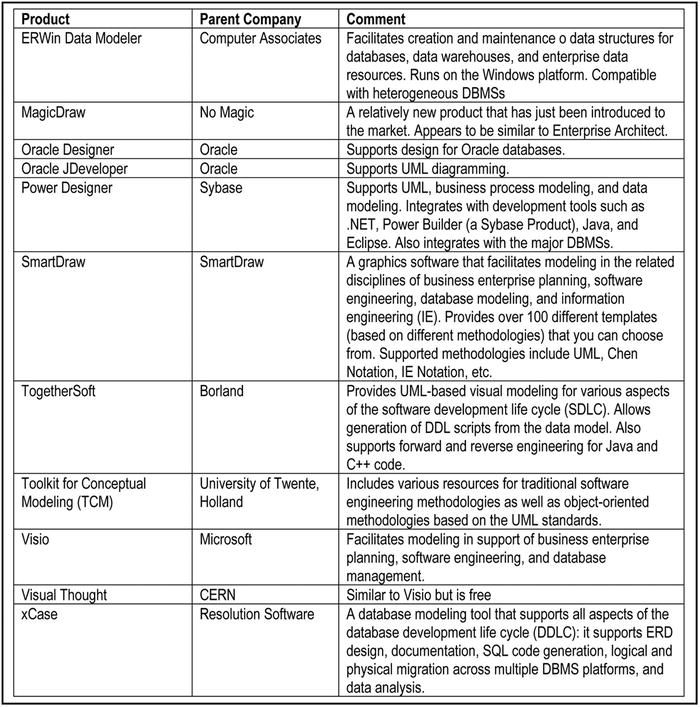 Product Parent Company Comment
ERWin Data Modeler Computer Associates Facilitates creation and maintenance o data structures for
databases, data warehouses, and enterprise data
resources. Runs on the Windows platform. Compatible
with heterogeneous DBMSs
MagicDraw No Magic A relatively new product that has just been introduced to
the market. Appears to be similar to Enterprise Architect.
Oracle Designer Oracle Supports design for Oracle databases.
Oracle JDeveloper Oracle Supports UML diagramming.
Power Designer Sybase Supports UML, business process modeling, and data
modeling. Integrates with development tools such as
.NET, Power Builder (a Sybase Product), Java, and
Eclipse. Also integrates with the major DBMSs.
SmartDraw SmartDraw A graphics software that facilitates modeling in the related
disciplines of business enterprise planning, software
engineering, database modeling, and information
engineering (IE). Provides over 100 different templates
(based on different methodologies) that you can choose
from. Supported methodologies include UML, Chen
Notation, IE Notation, etc.
TogetherSoft Borland Provides UML-based visual modeling for various aspects
of the software development life cycle (SDLC). Allows
generation of DDL scripts from the data model. Also
supports forward and reverse engineering for Java and
C++ code.
Toolkit for Conceptual University of Twente, Includes various resources for traditional software
Modeling (TCM) Holland engineering methodologies as well as object-oriented
methodologies based on the UML standards.
Visio Microsoft Facilitates modeling in support of business enterprise
planning, software engineering, and database
management.
Visual Thought CERN Similar to Visio but is free
xCase Resolution Software A database modeling tool that supports all aspects of the
database development life cycle (DDLC): it supports ERD
design, documentation, SQL code generation, logical and
physical migration across multiple DBMS platforms, and
data analysis.